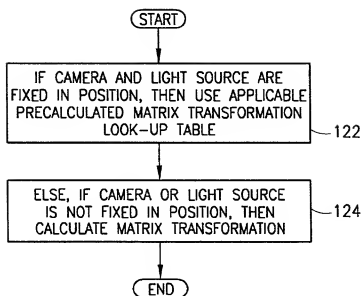 START
IF CAMERA AND LIGHT SOURCE ARE
FIXED IN POSITION, THEN USE APPLICABLE
PRECALCULATED MATRIX TRANSFORMATION
LOOK-UP TABLE
122
ELSE, IF CAMERA OR LIGHT SOURCE
IS NOT FIXED IN POSITION, THEN
CALCULATE MATRIX TRANSFORMATION
124
END